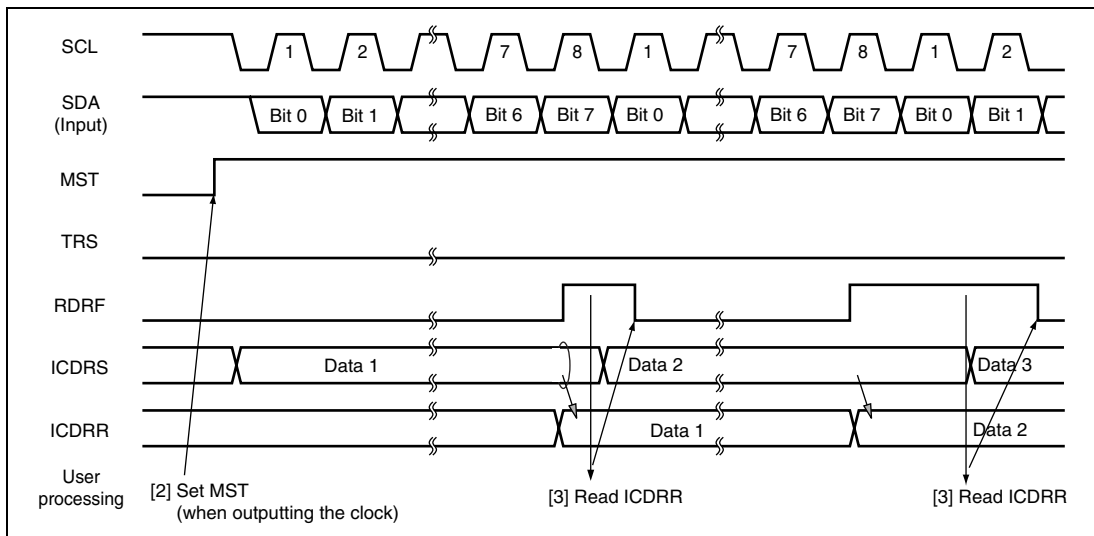 SCL 1 2 7 8 1 7 8 1 2
SDA
(Input)
Bit 0 Bit 1 Bit 6 Bit 7 Bit 0 Bit 6 Bit 7 Bit 0 Bit 1
MST
TRS
RDRF
ICDRS Data 1 Data 2 Data 3
ICDRR Data 1 Data 2
User
processing
[2] Set MST
(when outputting the clock)
[3] Read ICDRR
[3] Read ICDRR